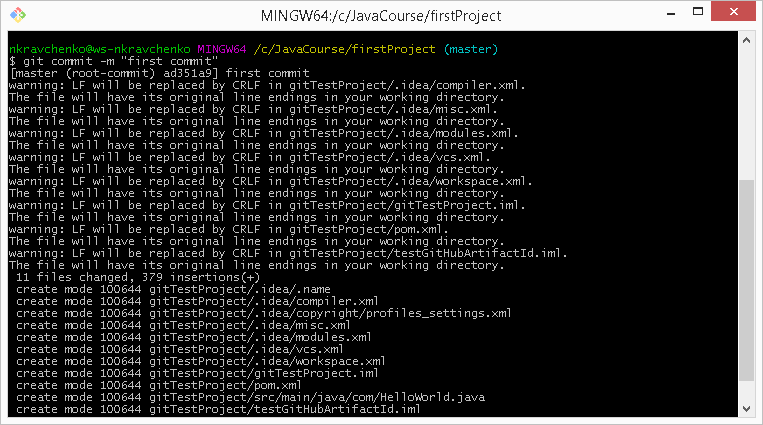 MINGW64:/c/JavaCourse/firstProject
nkravchenko@ws-nkravchenko MINGW64 /c/JavaCourse/firstProject (master)
$ git commit -m "first commit"
[master (root-commit) ad351a9] first commit
warning: LF will be replaced by CRLF in gitTestProject/.idea/compiler.xml.
The file will have its original line endings in your working directory.
warning: LF will be replaced by CRLF in gitTestProject/.idea/misc.xml.
The file will have its original line endings in your working directory.
warning: LF will be replaced by CRLF in gitTestProject/.idea/modules.xml.
The file will have its original line endings in your working directory.
warning: LF will be replaced by CRLF in gitTestProject/.idea/vcs.xml.
The file will have its original line endings in your working directory.
warning: LF will be replaced by CRLF in gitTestProject/.idea/workspace.xml.
The file will have its original line endings in your working directory.
warning: LF will be replaced by CRLF in gitTestProject/gitTestProject.iml.
The file will have its original line endings in your working directory.
warning: LF will be replaced by CRLF in gitTestProject/pom.xml.
The file will have its original line endings in your working directory.
warning: LF will be replaced by CRLF in gitTestProject/testGitHubArtifactId.iml.
The file will have its original line endings in your working directory.
11 files changed, 379 insertions(+)
create mode 100644 gitTestProject/.idea/.name
create mode 100644 gitTestProject/.idea/compiler.xml
create mode 100644 gitTestProject/.idea/copyright/profiles_settings.xml
create mode 100644 gitTestProject/.idea/misc.xml
create mode 100644 gitTestProject/.idea/modules.xml
create mode 100644 gitTestProject/.idea/vcs.xml
create mode 100644 gitTestProject/.idea/workspace.xml
create mode 100644 gitTestProject/gitTestProject.iml
create mode 100644 gitTestProject/pom.xml
create mode 100644 gitTestProject/src/main/java/com/HelloWorld.java
create mode 100644 gitTestProject/testGitHubArtifactId.iml